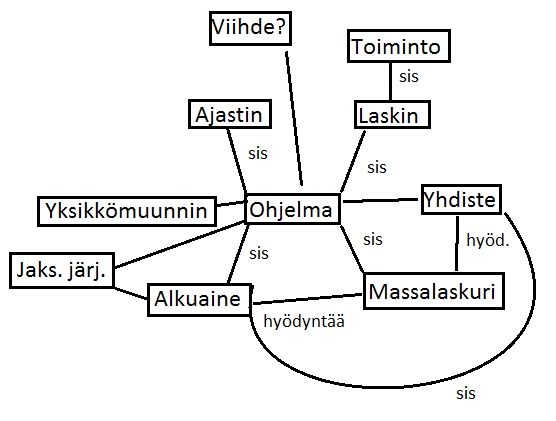 Viihde?
Toiminto
sis
Ajastin
Laskin
sis
sis
Yksikkömuunnin
Ohjelma
Yhdiste
sis
sis
hyöd.
Jaks. järj.
Alkuaine
Massalaskuri
hyödyntää
sis